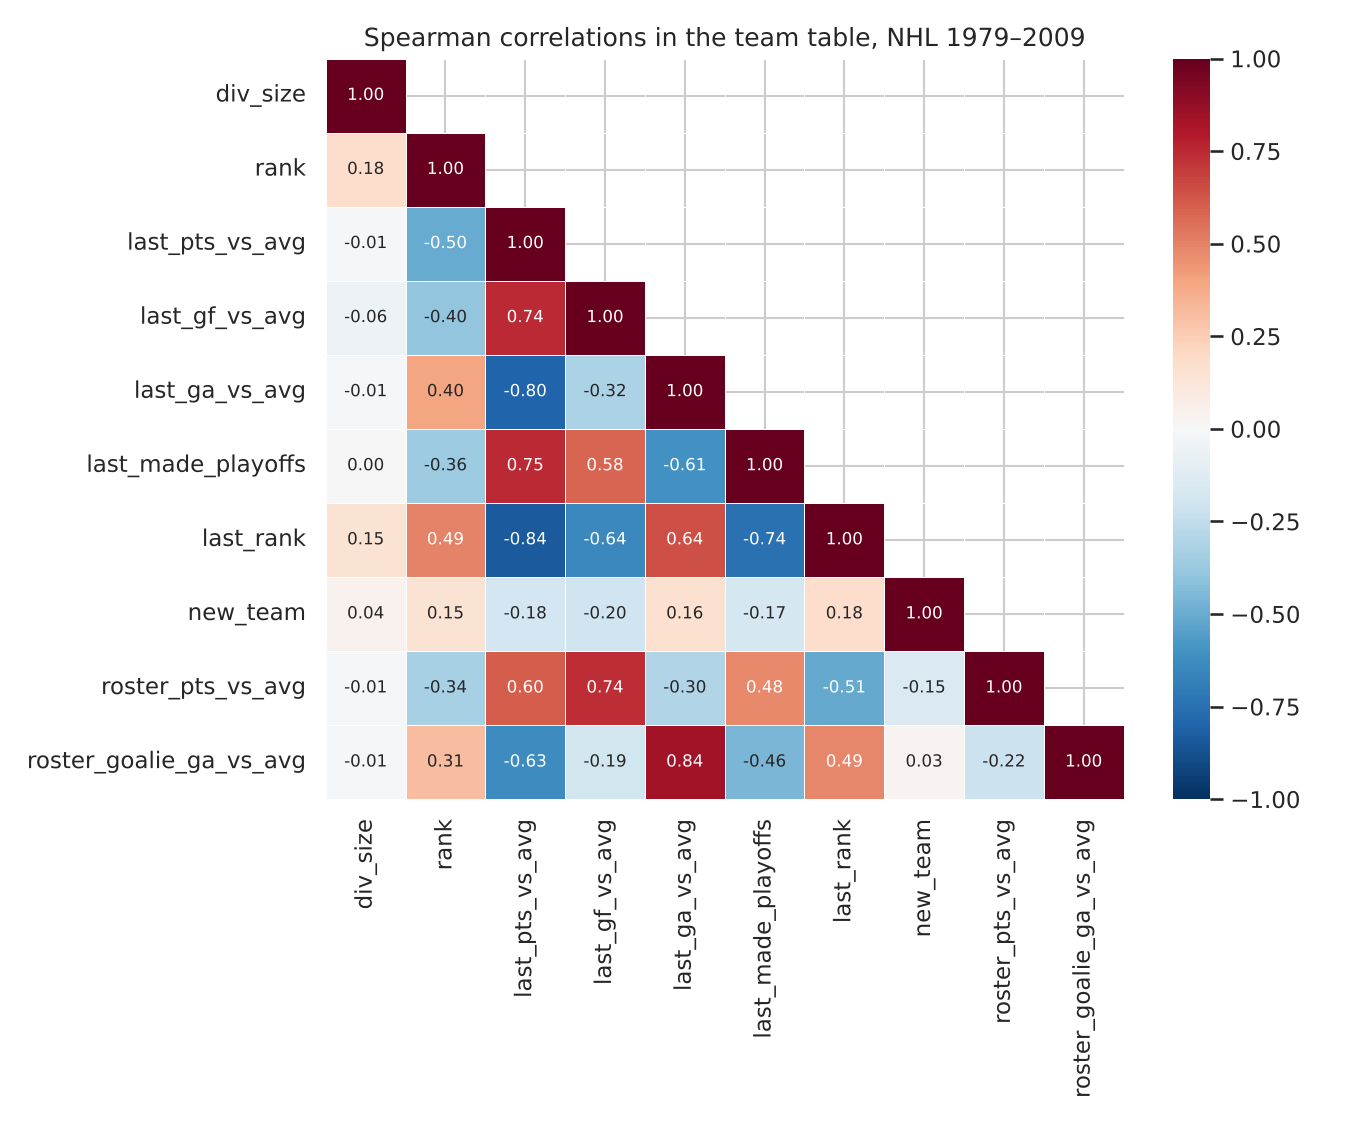 Spearman correlations in the team table, NHL 1979–2009
div_size 1.00
rank 0.18 1.00
last_pts_vs_avg -0.01 -0.50 1.00
last_gf_vs_avg -0.06 -0.40 0.74 1.00
last_ga_vs_avg -0.01 0.40 -0.80 -0.32 1.00
last_made_playoffs 0.00 -0.36 0.75 0.58 -0.61 1.00
last_rank 0.15 0.49 -0.84 -0.64 0.64 -0.74 1.00
new_team 0.04 0.15 -0.18 -0.20 0.16 -0.17 0.18 1.00
roster_pts_vs_avg -0.01 -0.34 0.60 0.74 -0.30 0.48 -0.51 -0.15 1.00
roster_goalie_ga_vs_avg -0.01 0.31 -0.63 -0.19 0.84 -0.46 0.49 0.03 -0.22 1.00
div_size
rank
last_pts_vs_avg
last_gf_vs_avg
last_ga_vs_avg
last_made_playoffs
last_rank
new_team
roster_pts_vs_avg
roster_goalie_ga_vs_avg
1.00
0.75
0.50
0.25
0.00
−0.25
−0.50
−0.75
−1.00